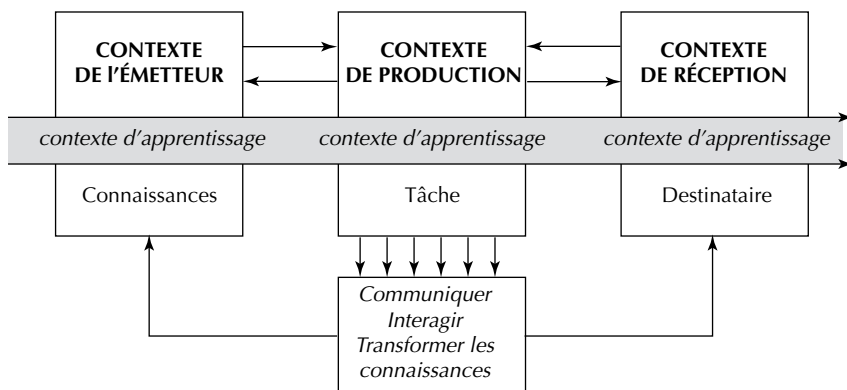 CONTEXTE
DE l'ÉMETTEUR
CONTEXTE
DE PRODUCTION
CONTEXTE
DE RÉCEPTION
contexte d'apprentissage
contexte d'apprentissage
contexte d'apprentissage
Connaissances
Tâche
Destinataire
Communiquer
Interagir
Transformer les
connaissances